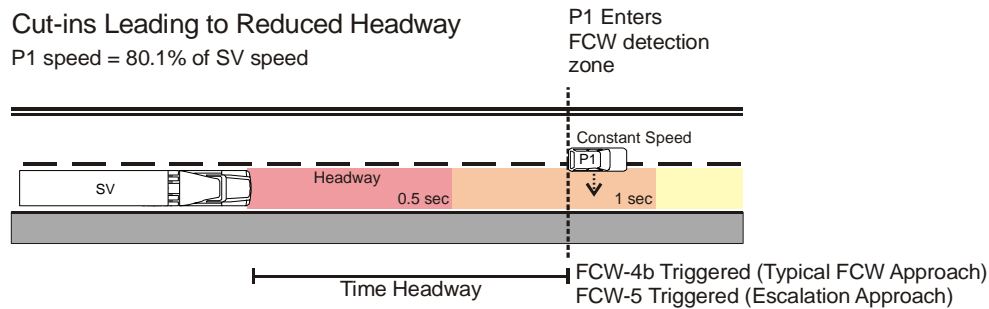 Cut-ins Leading to Reduced Headway
P1 speed = 80.1% of SV speed
P1 Enters
FCW detection
zone
Constant Speed
P1
SV
Headway
0.5 sec
1 sec
Time Headway
FCW-4b Triggered (Typical FCW Approach)
FCW-5 Triggered (Escalation Approach)